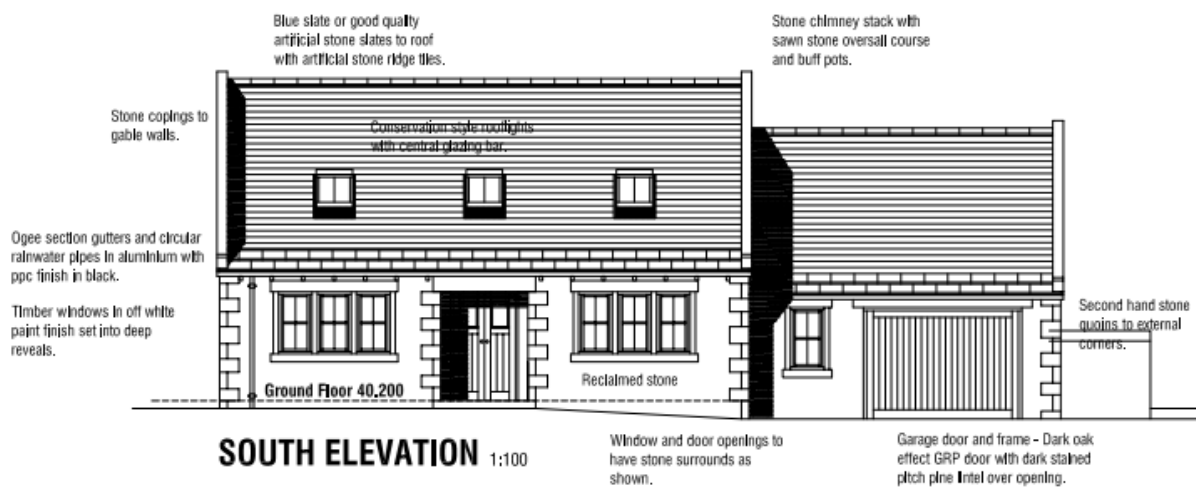 Blue slate or good quality
artificial stone slates to roof
with artificial stone ridge tiles.
Stone chimney stack with
sawn stone oversail course
and buff pots.
Stone copings to
gable walls.
Conservation style rooflights
with central glazing bar.
Ogee section gutters and circular
rainwater pipes in aluminium with
ppc finish in black.
Timber windows in off white
paint finish set into deep
reveals.
Second hand stone
quoins to external
corners.
Reclaimed stone
Ground Floor 40.200
SOUTH ELEVATION 1:100
Window and door openings to
have stone surrounds as
shown.
Garage door and frame - Dark oak
effect GRP door with dark stained
pitch pine lintel over opening.